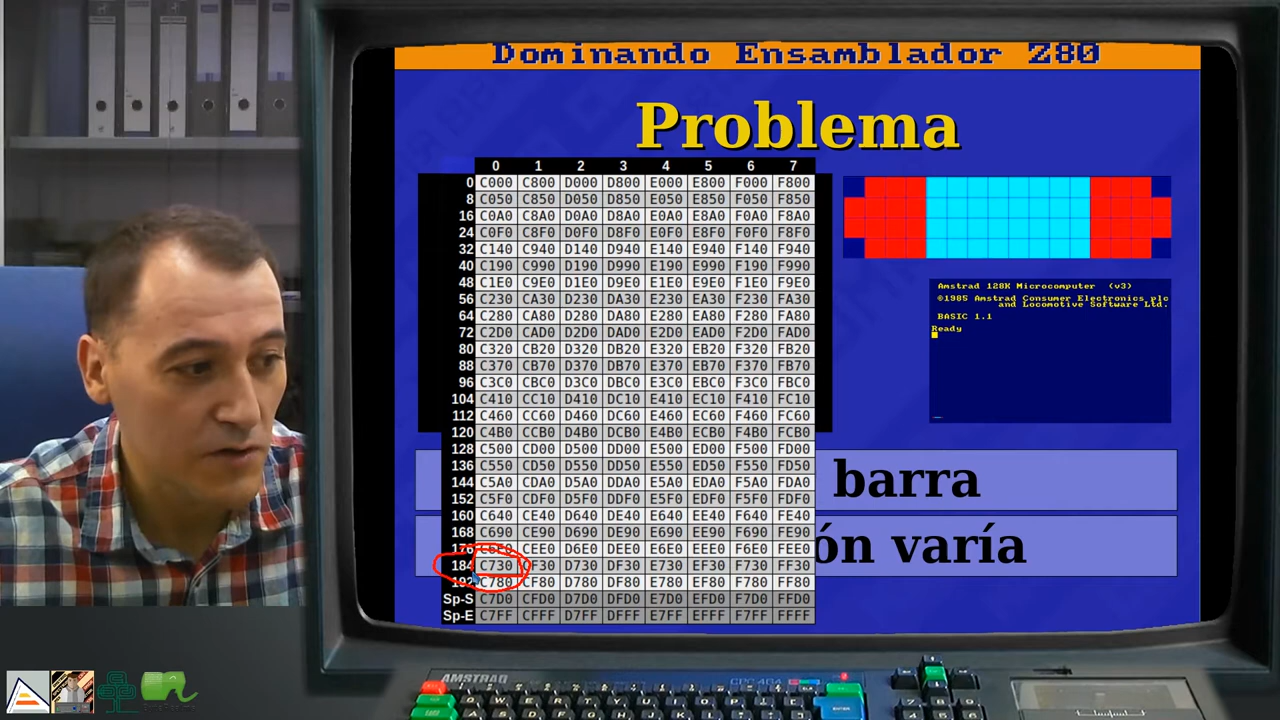 Dominando Ensamblador Z80
Problema
0 1 2 3 4 5 6 7
0 C000 C800 D000 D800 E000 E800 F000 F800
8 C050 C850 D050 D850 E050 E850 F050 F850
16 C0A0 C8A0 D0A0 D8A0 E0A0 E8A0 F0A0 F8A0
24 C0F0 C8F0 D0F0 D8F0 E0F0 E8F0 F0F0 F8F0
32 C140 C940 D140 D940 E140 E940 F140 F940
40 C190 C990 D190 D990 E190 E990 F190 F990
48 C1E0 C9E0 D1E0 D9E0 E1E0 E9E0 F1E0 F9E0
56 C230 CA30 D230 DA30 E230 EA30 F230 FA30
64 C280 CA80 D280 DA80 E280 EA80 F280 FA80
72 C2D0 CAD0 D2D0 DAD0 E2D0 EAD0 F2D0 FAD0
80 C320 CB20 D320 DB20 E320 EB20 F320 FB20
88 C370 CB70 D370 DB70 E370 EB70 F370 FB70
96 C3C0 CBC0 D3C0 DBC0 E3C0 EBC0 F3C0 FBC0
104 C410 CC10 D410 DC10 E410 EC10 F410 FC10
112 C460 CC60 D460 DC60 E460 EC60 F460 FC60
120 C4B0 CCB0 D4B0 DCB0 E4B0 ECB0 F4B0 FCB0
128 C500 CD00 D500 DD00 E500 ED00 F500 FD00
136 C550 CD50 D550 DD50 E550 ED50 F550 FD50
144 C5A0 CDA0 D5A0 DDA0 E5A0 EDA0 F5A0 FDA0
152 C5F0 CDF0 D5F0 DDF0 E5F0 EDF0 F5F0 FDF0
160 C640 CE40 D640 DE40 E640 EE40 F640 FE40
168 C690 CE90 D690 DE90 E690 EE90 F690 FE90
176 C6E0 CEE0 D6E0 DEE0 E6E0 EEE0 F6E0 FEE0
184 C730 CF30 D730 DF30 E730 EF30 F730 FF30
192 C780 CF80 D780 DF80 E780 EF80 F780 FF80
Sp-S C7D0 CFD0 D7D0 DFD0 E7D0 EFD0 F7D0 FFD0
Sp-E C7FF CFFF D7FF DFFF E7FF EFFF F7FF FFFF
Amstrad 128K Microcomputer (v3)
©1985 Amstrad Consumer Electronics plc
and Locomotive Software Ltd.
BASIC 1.1
Ready
barra
ón varía
AMSTRAD
CPC 464